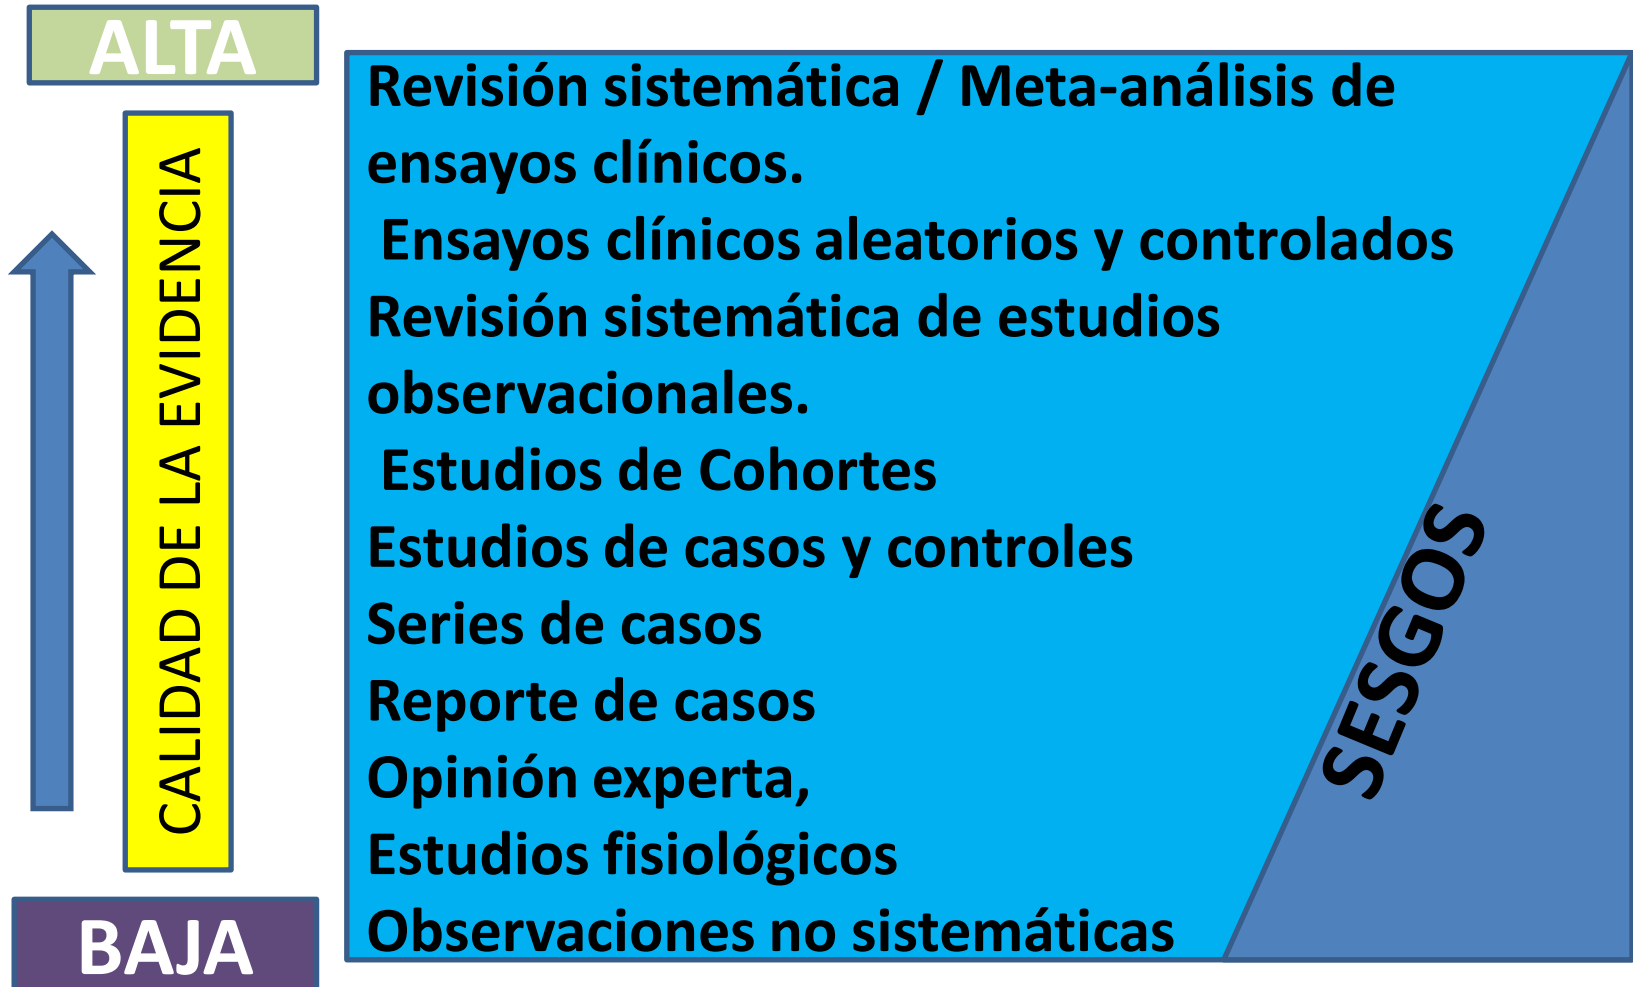 ALTA
CALIDAD DE LA EVIDENCIA
BAJA
Revisión sistemática / Meta-análisis de
ensayos clínicos.
Ensayos clínicos aleatorios y controlados
Revisión sistemática de estudios
observacionales.
Estudios de Cohortes
Estudios de casos y controles
Series de casos
Reporte de casos
Opinión experta,
Estudios fisiológicos
Observaciones no sistemáticas
SESGOS